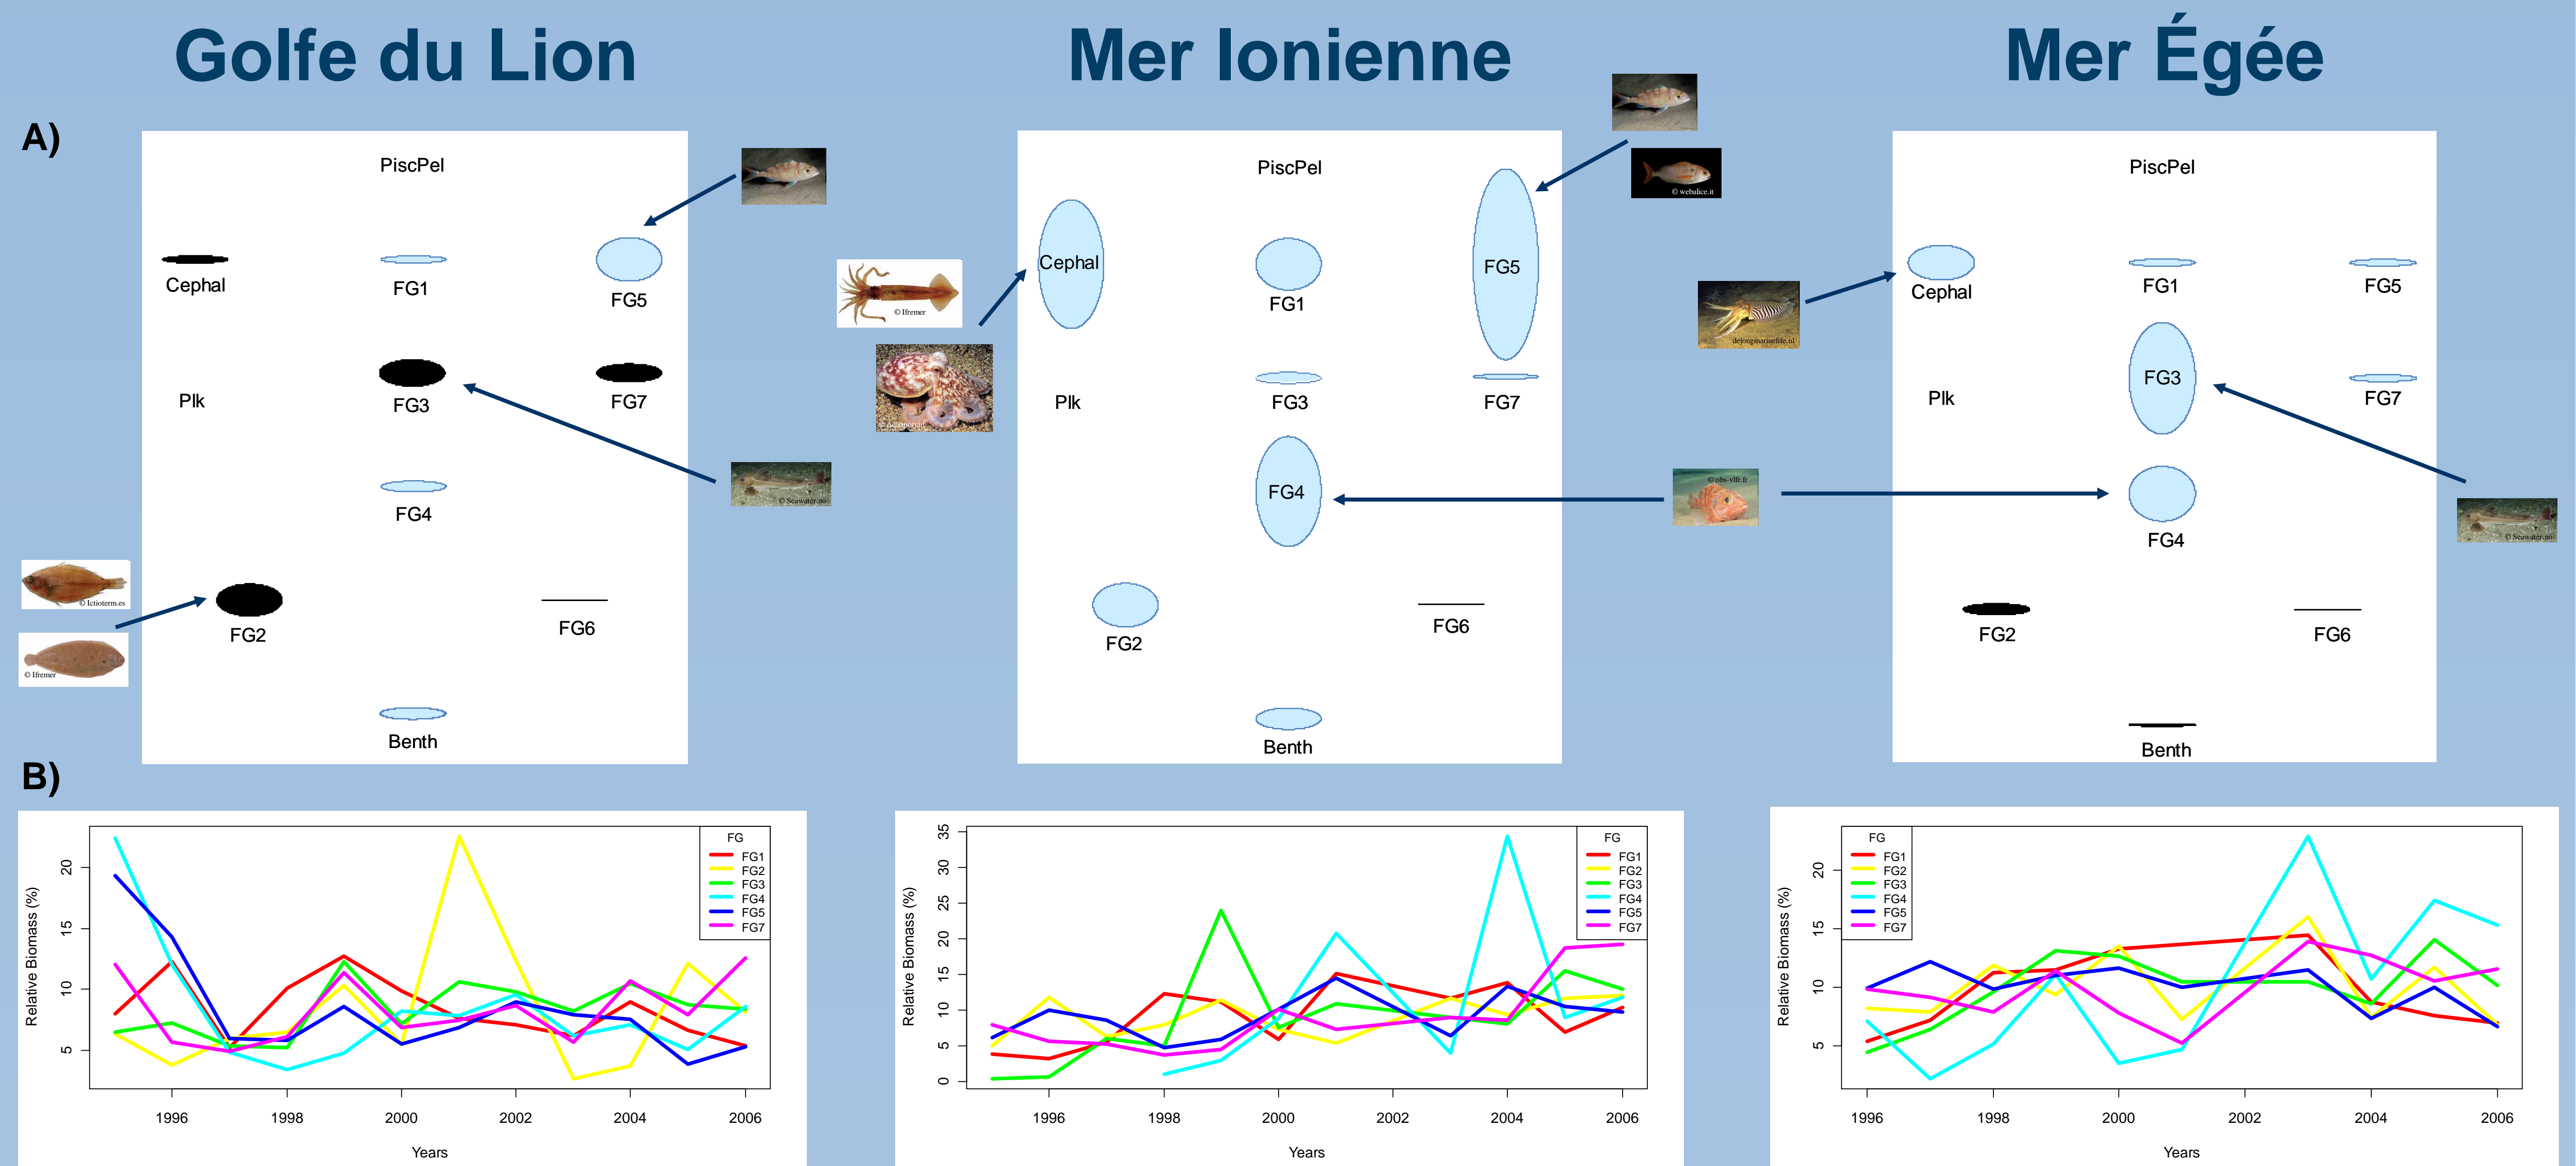 Golfe du Lion
Mer Ionienne
Mer Égée
A)
PiscPel
Cephal
FG1
FG5
Plk
FG3
FG7
FG4
FG2
FG6
Benth
© Ictioterm.es
© Ifremer
© Seawater.no
PiscPel
Cephal
FG1
FG5
Plk
FG3
FG7
FG4
FG2
FG6
Benth
© Ifremer
© webalice.it
© obs-vlfr.fr
PiscPel
Cephal
FG1
FG5
Plk
FG3
FG7
FG4
FG2
FG6
Benth
dejongmarinelife.nl
© Seawater.no
B)
Relative Biomass (%)
20
15
10
5
FG
FG1
FG2
FG3
FG4
FG5
FG7
1996 1998 2000 2002 2004 2006
Years
Relative Biomass (%)
35
30
25
20
15
10
5
0
FG
FG1
FG2
FG3
FG4
FG5
FG7
1996 1998 2000 2002 2004 2006
Years
Relative Biomass (%)
20
15
10
5
FG
FG1
FG2
FG3
FG4
FG5
FG7
1996 1998 2000 2002 2004 2006
Years